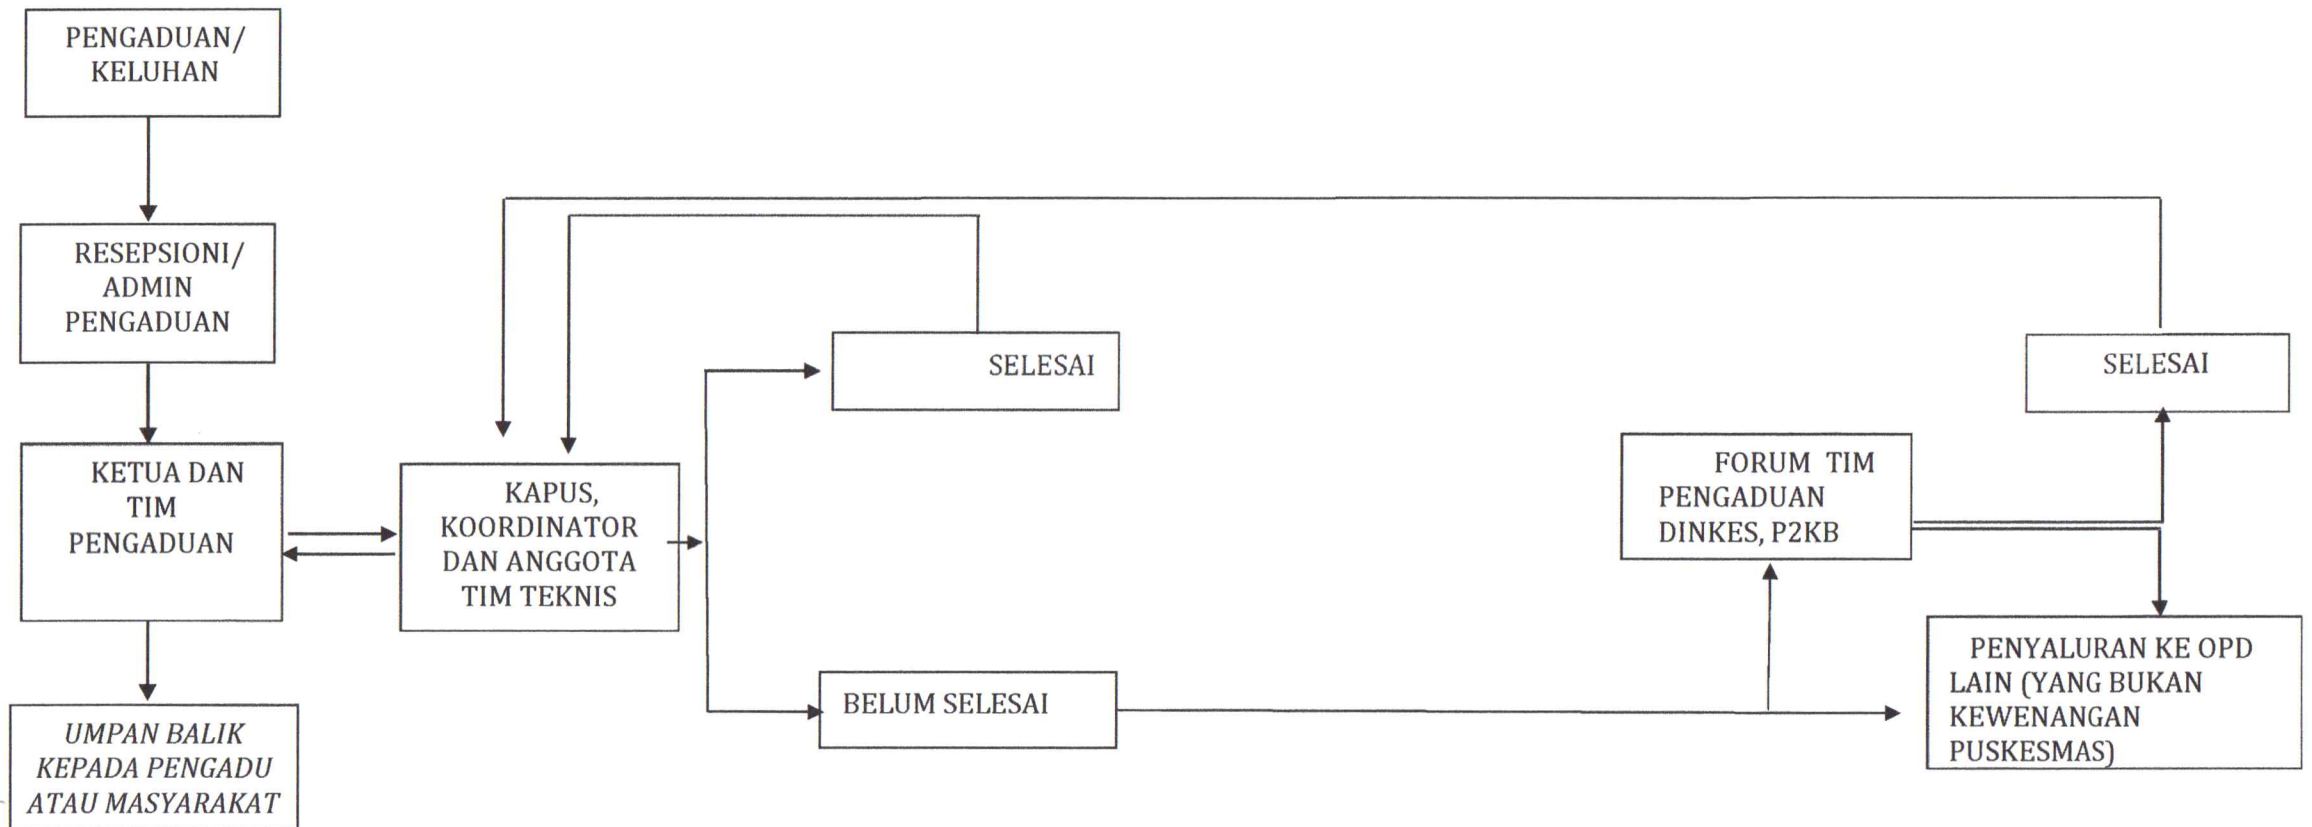 PENGADUAN/
KELUHAN
RESEPSIONI/
ADMIN
PENGADUAN
KETUA DAN
TIM
PENGADUAN
UMPAN BALIK
KEPADA PENGADU
ATAU MASYARAKAT
KAPUS,
KOORDINATOR
DAN ANGGOTA
TIM TEKNIS
SELESAI
BELUM SELESAI
FORUM TIM
PENGADUAN
DINKES, P2KB
SELESAI
PENYALURAN KE OPD
LAIN (YANG BUKAN
KEWENANGAN
PUSKESMAS)